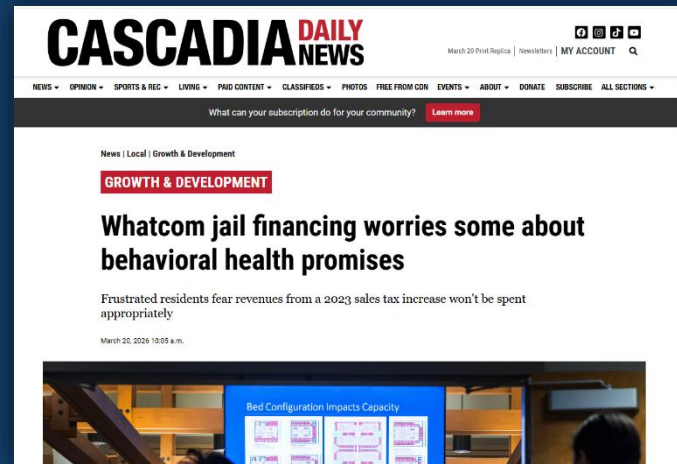 CASCADIA DAILY NEWS
March 20 Print Replica | Newsletters | MY ACCOUNT
NEWS OPINION SPORTS & REC LIVING PAID CONTENT CLASSIFIEDS PHOTOS FREE FROM CDN EVENTS ABOUT DONATE SUBSCRIBE ALL SECTIONS
What can your subscription do for your community? Learn more
News | Local | Growth & Development
GROWTH & DEVELOPMENT
Whatcom jail financing worries some about
behavioral health promises
Frustrated residents fear revenues from a 2023 sales tax increase won't be spent
appropriately
March 20, 2026 10:05 a.m.
Bed Configuration Impacts Capacity